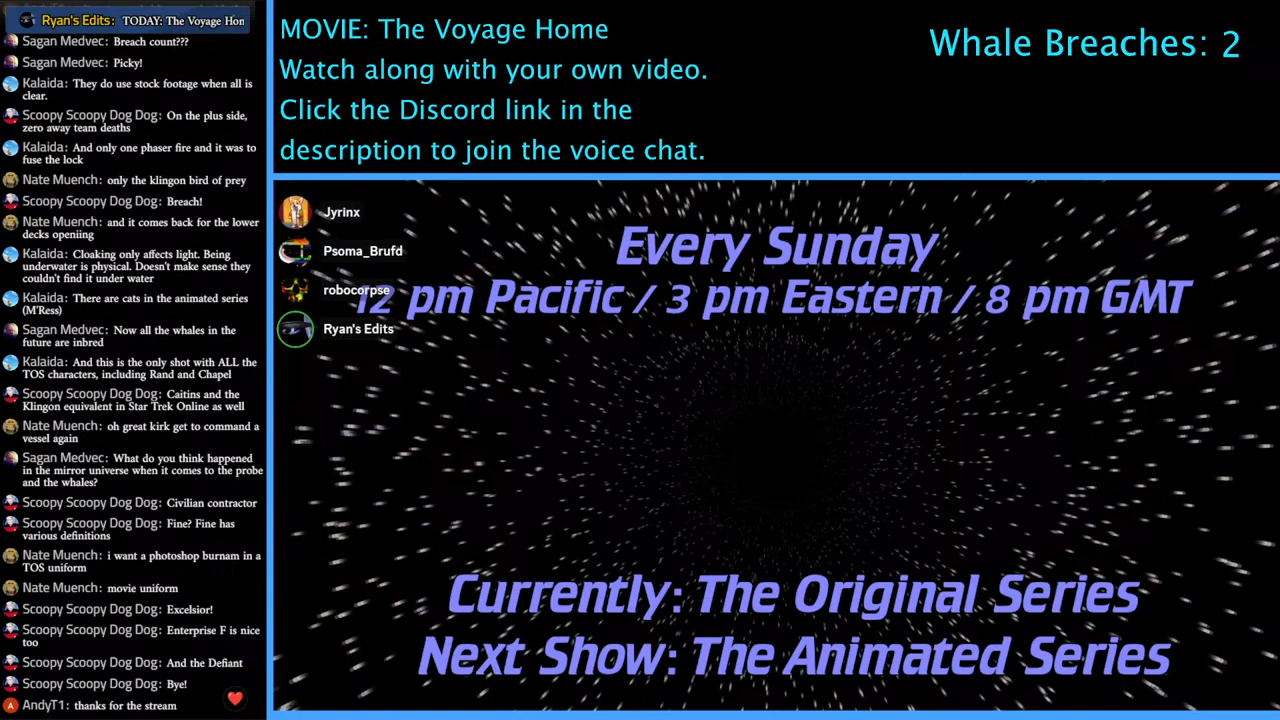 Ryan's Edits: TODAY: The Voyage Hon
Sagan Medvec: Breach count???
Sagan Medvec: Picky!
Kalaida: They do use stock footage when all is
clear.
Scoopy Scoopy Dog Dog: On the plus side,
zero away team deaths
Kalaida: And only one phaser fire and it was to
fuse the lock
Nate Muench: only the klingon bird of prey
Scoopy Scoopy Dog Dog: Breach!
Nate Muench: and it comes back for the lower
decks openiing
Kalaida: Cloaking only affects light. Being
underwater is physical. Doesn't make sense they
couldn't find it under water
Kalaida: There are cats in the animated series
(M'Ress)
Sagan Medvec: Now all the whales in the
future are inbred
Kalaida: And this is the only shot with ALL the
TOS characters, including Rand and Chapel
Scoopy Scoopy Dog Dog: Caitins and the
Klingon equivalent in Star Trek Online as well
Nate Muench: oh great kirk get to command a
vessel again
Sagan Medvec: What do you think happened
in the mirror universe when it comes to the probe
and the whales?
Scoopy Scoopy Dog Dog: Civilian contractor
Scoopy Scoopy Dog Dog: Fine? Fine has
various definitions
Nate Muench: i want a photoshop burnam in a
TOS uniform
Nate Muench: movie uniform
Scoopy Scoopy Dog Dog: Excelsior!
Scoopy Scoopy Dog Dog: Enterprise F is nice
too
Scoopy Scoopy Dog Dog: And the Defiant
Scoopy Scoopy Dog Dog: Bye!
A AndyT1: thanks for the stream
MOVIE: The Voyage Home
Watch along with your own video.
Click the Discord link in the
description to join the voice chat.
Whale Breaches: 2
Jyrinx
Psoma_Brufd
robocorpse
Ryan's Edits
Every Sunday
12 pm Pacific / 3 pm Eastern / 8 pm GMT
Currently: The Original Series
Next Show: The Animated Series